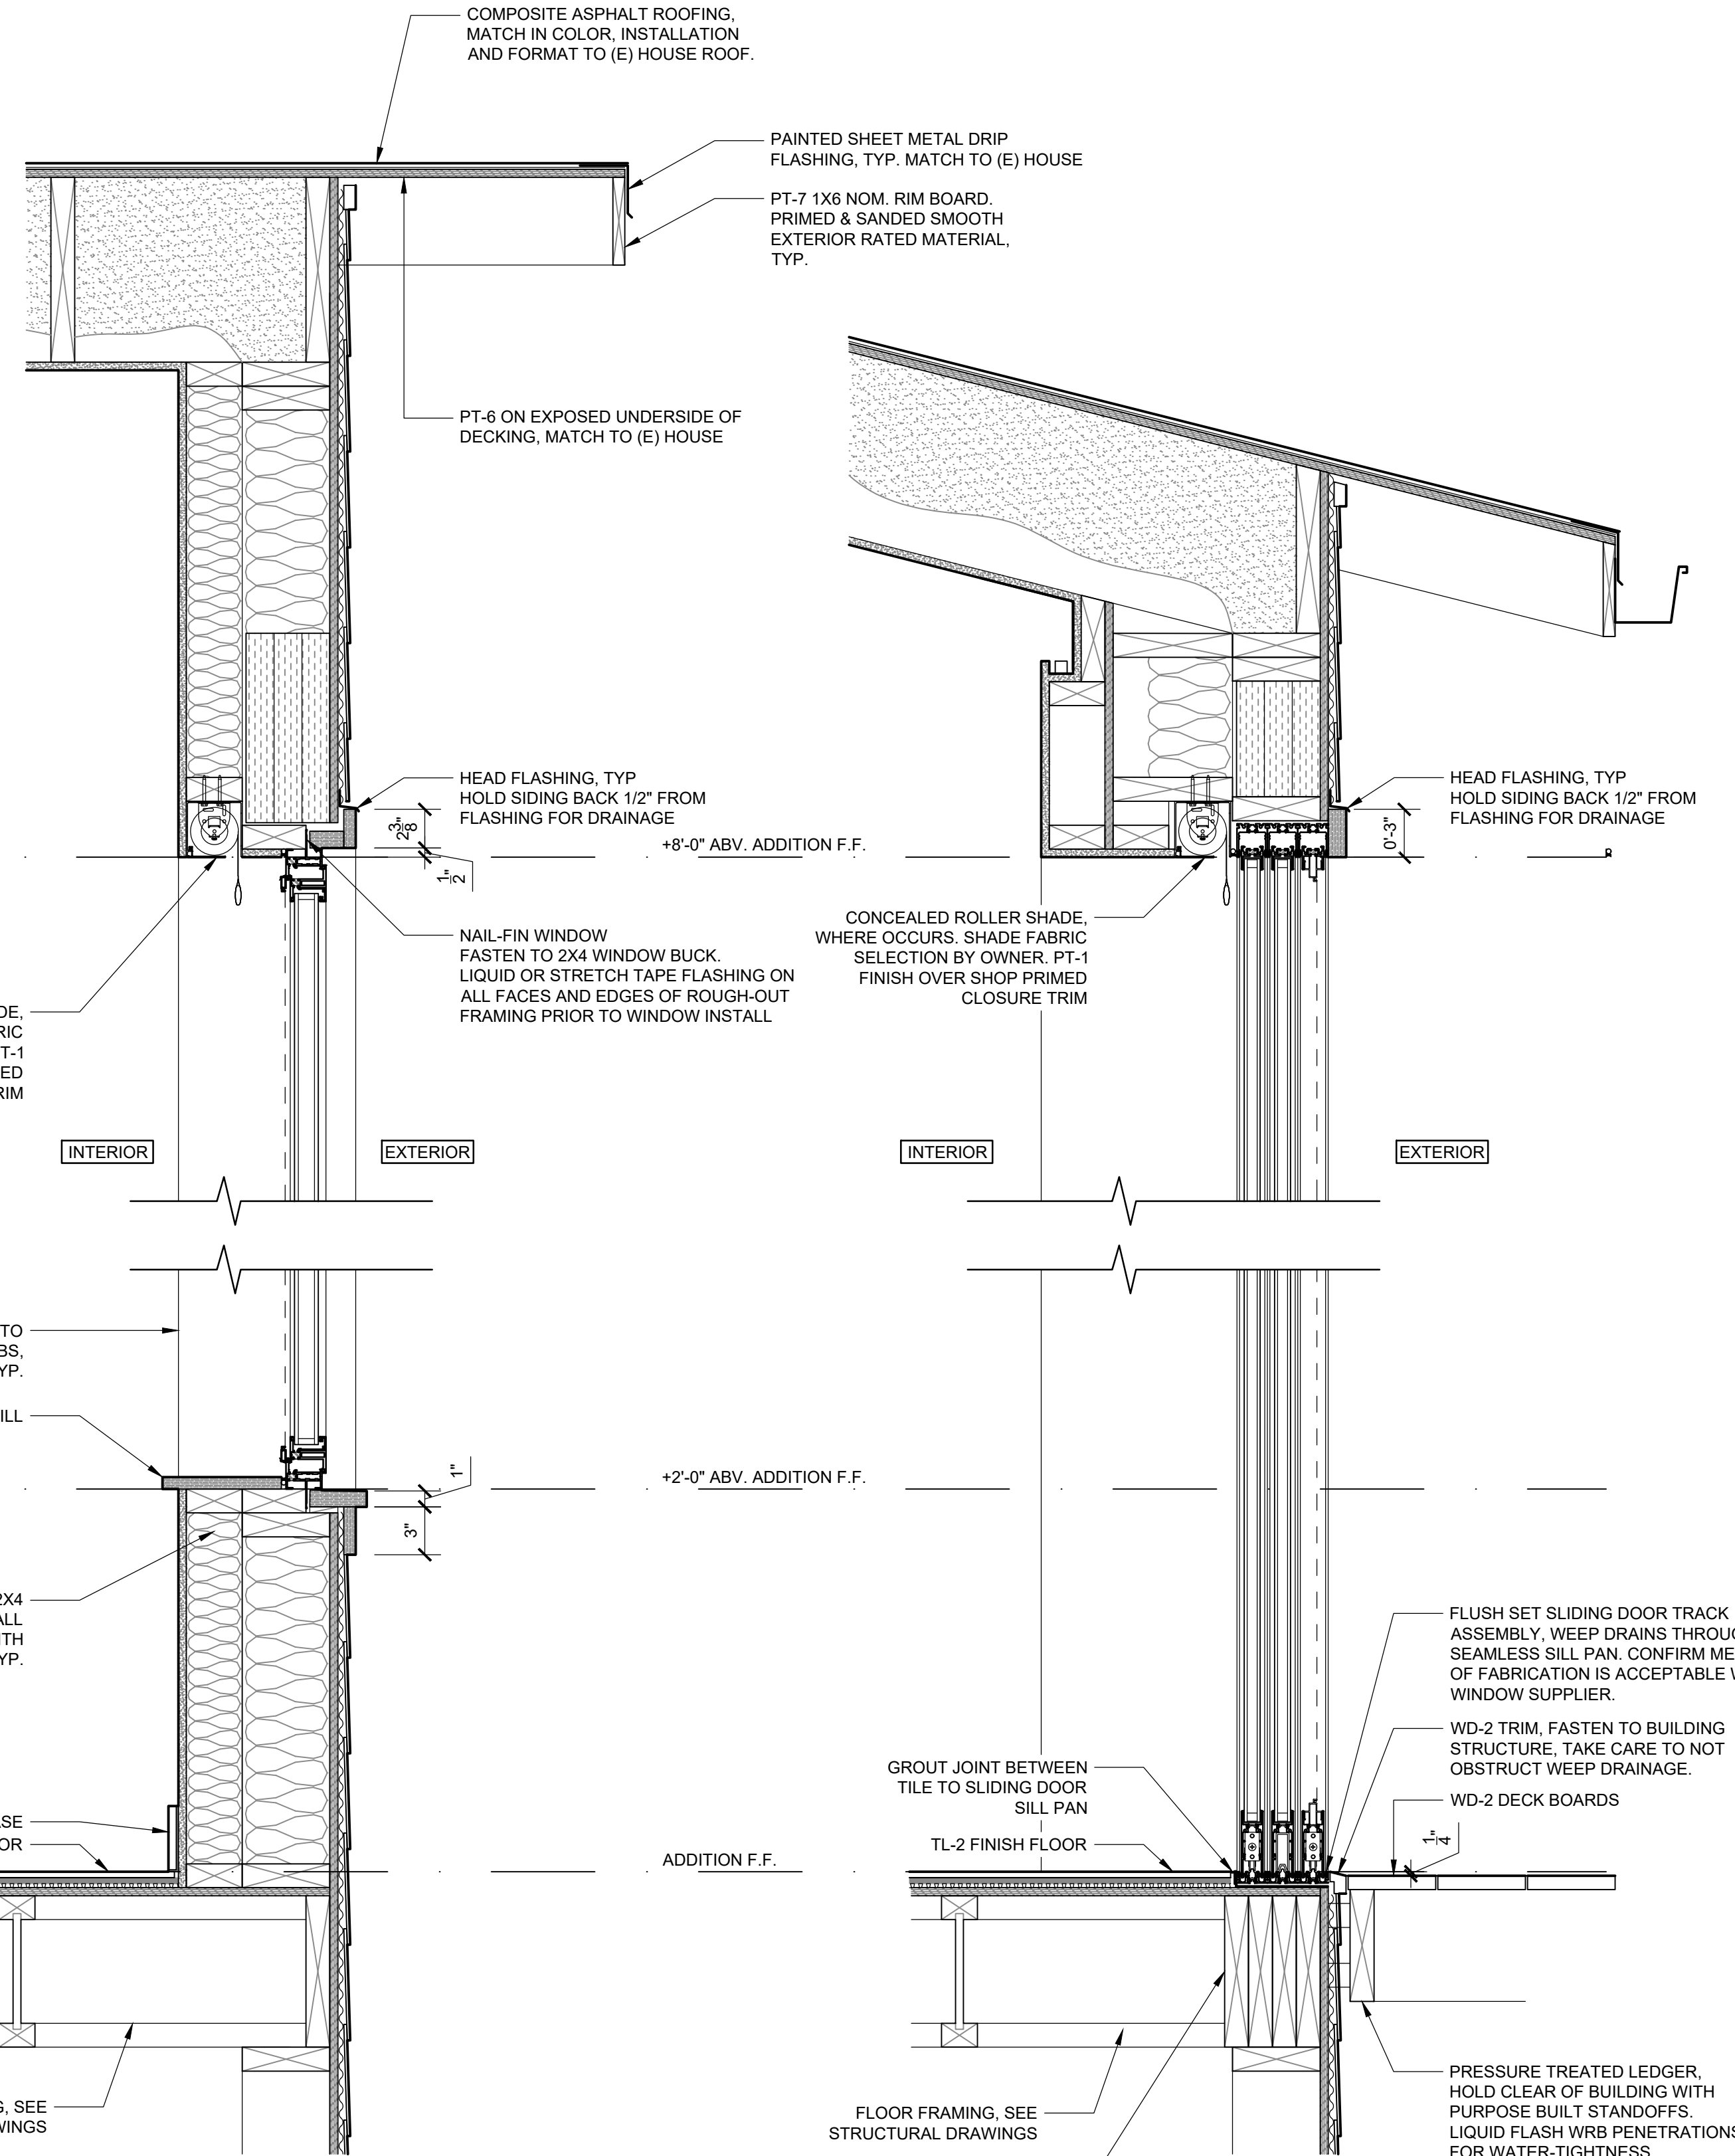 COMPOSITE ASPHALT ROOFING,
MATCH IN COLOR, INSTALLATION
AND FORMAT TO (E) HOUSE ROOF.
PAINTED SHEET METAL DRIP
FLASHING, TYP. MATCH TO (E) HOUSE
PT-7 1X6 NOM. RIM BOARD.
PRIMED & SANDED SMOOTH
EXTERIOR RATED MATERIAL,
TYP.
PT-6 ON EXPOSED UNDERSIDE OF
DECKING, MATCH TO (E) HOUSE
HEAD FLASHING, TYP
HOLD SIDING BACK 1/2" FROM
FLASHING FOR DRAINAGE
2 3/8"
1/2"
+8'-0" ABV. ADDITION F.F.
HEAD FLASHING, TYP
HOLD SIDING BACK 1/2" FROM
FLASHING FOR DRAINAGE
0'-3"
NAIL-FIN WINDOW
FASTEN TO 2X4 WINDOW BUCK.
LIQUID OR STRETCH TAPE FLASHING ON
ALL FACES AND EDGES OF ROUGH-OUT
FRAMING PRIOR TO WINDOW INSTALL
CONCEALED ROLLER SHADE,
WHERE OCCURS. SHADE FABRIC
SELECTION BY OWNER. PT-1
FINISH OVER SHOP PRIMED
CLOSURE TRIM
DE,
RIC
T-1
ED
RIM
INTERIOR
EXTERIOR
INTERIOR
EXTERIOR
TO
BS,
YP.
ILL
+2'-0" ABV. ADDITION F.F.
1"
3"
2X4
ALL
ITH
YP.
FLUSH SET SLIDING DOOR TRACK
ASSEMBLY, WEEP DRAINS THROUG
SEAMLESS SILL PAN. CONFIRM ME
OF FABRICATION IS ACCEPTABLE W
WINDOW SUPPLIER.
WD-2 TRIM, FASTEN TO BUILDING
STRUCTURE, TAKE CARE TO NOT
OBSTRUCT WEEP DRAINAGE.
WD-2 DECK BOARDS
1/4"
GROUT JOINT BETWEEN
TILE TO SLIDING DOOR
SILL PAN
TL-2 FINISH FLOOR
ASE
OR
ADDITION F.F.
G, SEE
WINGS
FLOOR FRAMING, SEE
STRUCTURAL DRAWINGS
PRESSURE TREATED LEDGER,
HOLD CLEAR OF BUILDING WITH
PURPOSE BUILT STANDOFFS.
LIQUID FLASH WRB PENETRATIONS
FOR WATER-TIGHTNESS